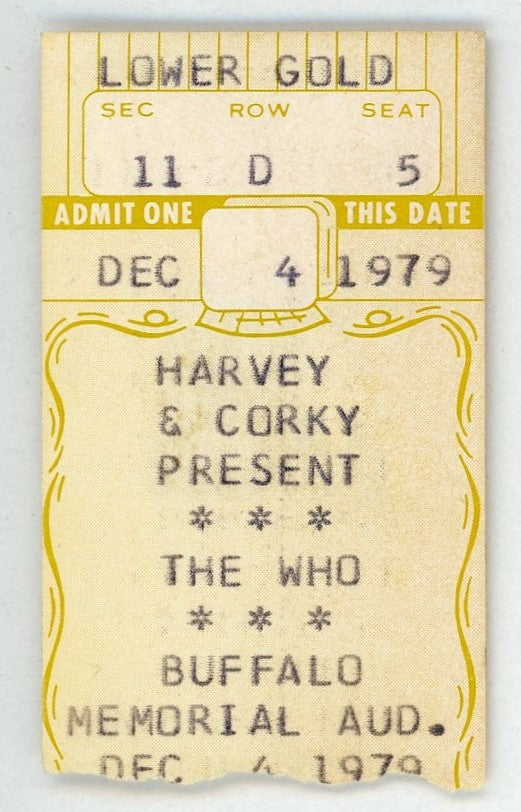 LOWER GOLD
SEC ROW SEAT
11 D 5
ADMIT ONE THIS DATE
DEC 4 1979
HARVEY
& CORKY
PRESENT
* * *
THE WHO
* * *
BUFFALO
MEMORIAL AUD.
DEC 4 1979